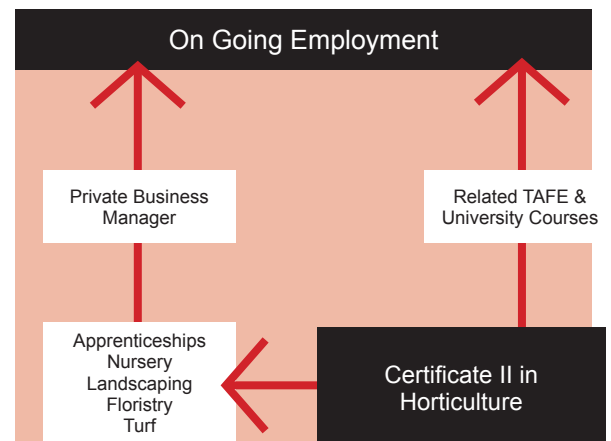 On Going Employment
Private Business
Manager
Related TAFE &
University Courses
Apprenticeships
Nursery
Landscaping
Floristry
Turf
Certificate II in
Horticulture